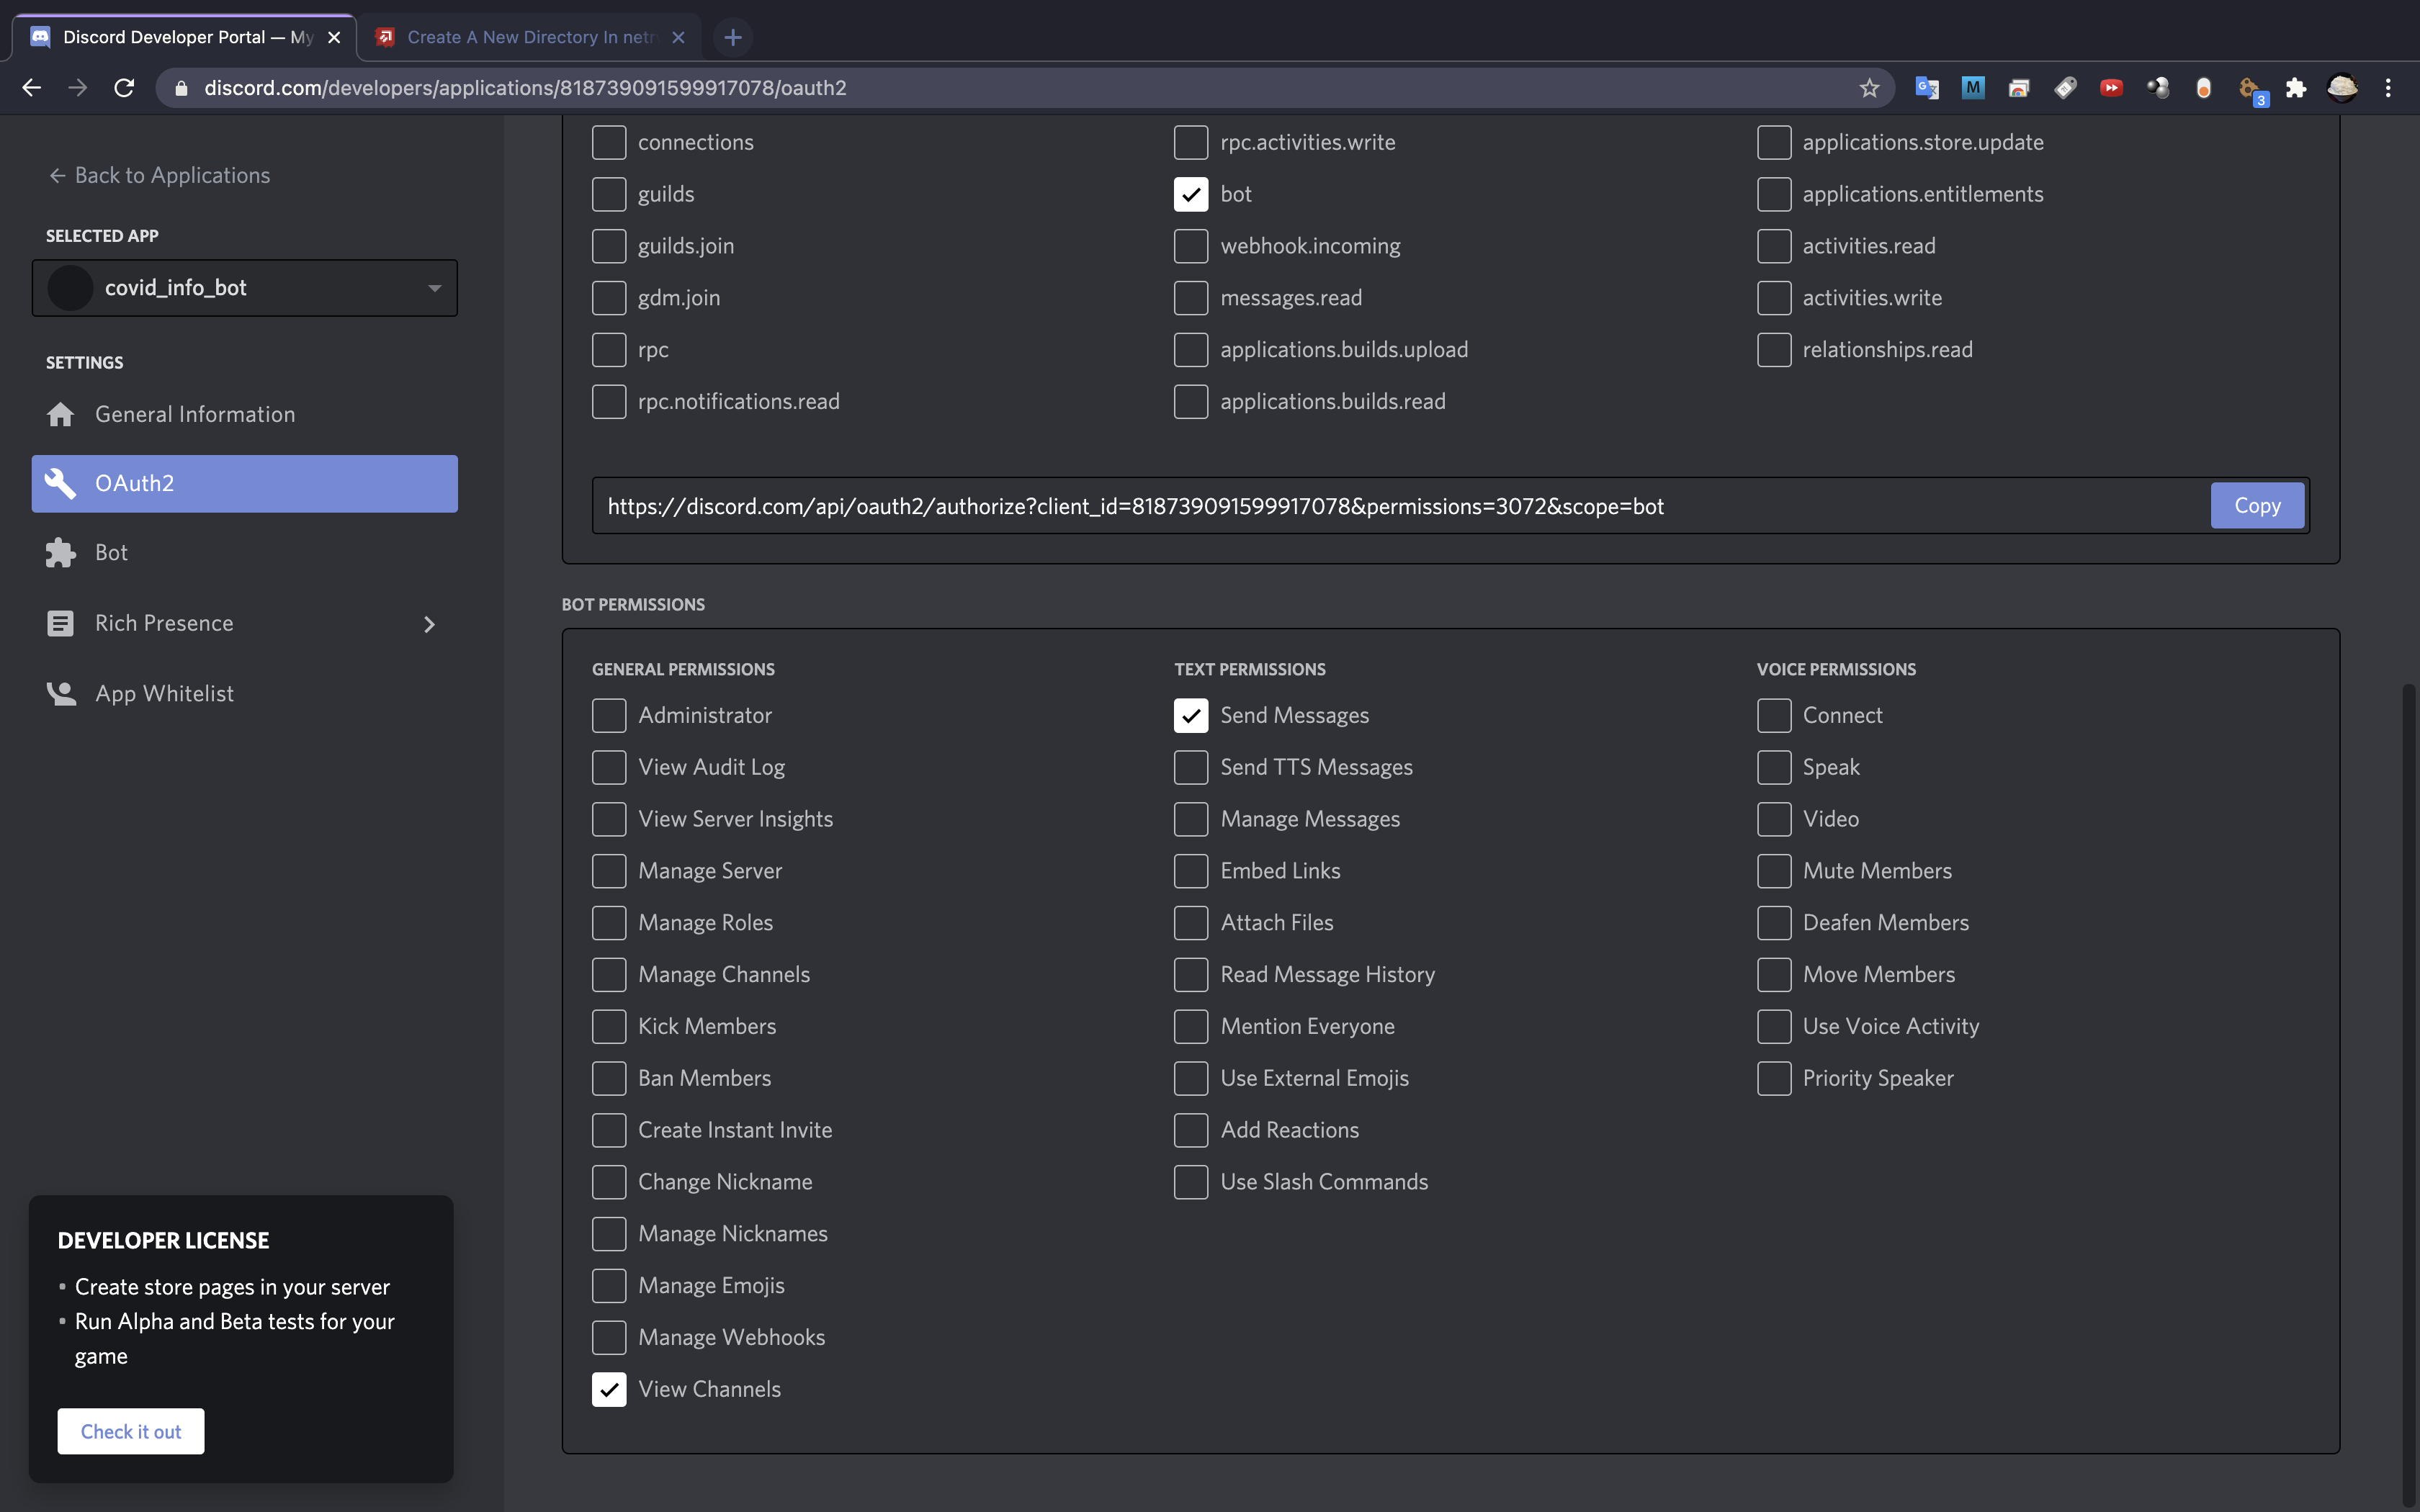 Discord Developer Portal — My
Create A New Directory In netr
discord.com/developers/applications/818739091599917078/oauth2
3
← Back to Applications
SELECTED APP
covid_info_bot
SETTINGS
General Information
OAuth2
Bot
Rich Presence
App Whitelist
DEVELOPER LICENSE
• Create store pages in your server
• Run Alpha and Beta tests for your
game
Check it out
connections
guilds
guilds.join
gdm.join
rpc
rpc.notifications.read
rpc.activities.write
bot
webhook.incoming
messages.read
applications.builds.upload
applications.builds.read
applications.store.update
applications.entitlements
activities.read
activities.write
relationships.read
https://discord.com/api/oauth2/authorize?client_id=818739091599917078&permissions=3072&scope=bot
Copy
BOT PERMISSIONS
GENERAL PERMISSIONS
Administrator
View Audit Log
View Server Insights
Manage Server
Manage Roles
Manage Channels
Kick Members
Ban Members
Create Instant Invite
Change Nickname
Manage Nicknames
Manage Emojis
Manage Webhooks
View Channels
TEXT PERMISSIONS
Send Messages
Send TTS Messages
Manage Messages
Embed Links
Attach Files
Read Message History
Mention Everyone
Use External Emojis
Add Reactions
Use Slash Commands
VOICE PERMISSIONS
Connect
Speak
Video
Mute Members
Deafen Members
Move Members
Use Voice Activity
Priority Speaker